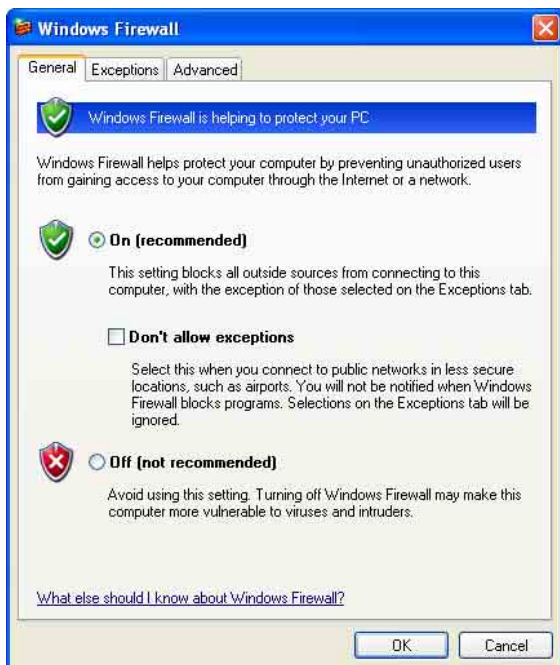 Windows Firewall
General Exceptions Advanced
Windows Firewall is helping to protect your PC
Windows Firewall helps protect your computer by preventing unauthorized users
from gaining access to your computer through the Internet or a network.
On (recommended)
This setting blocks all outside sources from connecting to this
computer, with the exception of those selected on the Exceptions tab.
Don't allow exceptions
Select this when you connect to public networks in less secure
locations, such as airports. You will not be notified when Windows
Firewall blocks programs. Selections on the Exceptions tab will be
ignored.
Off (not recommended)
Avoid using this setting. Turning off Windows Firewall may make this
computer more vulnerable to viruses and intruders.
What else should I know about Windows Firewall?
OK Cancel